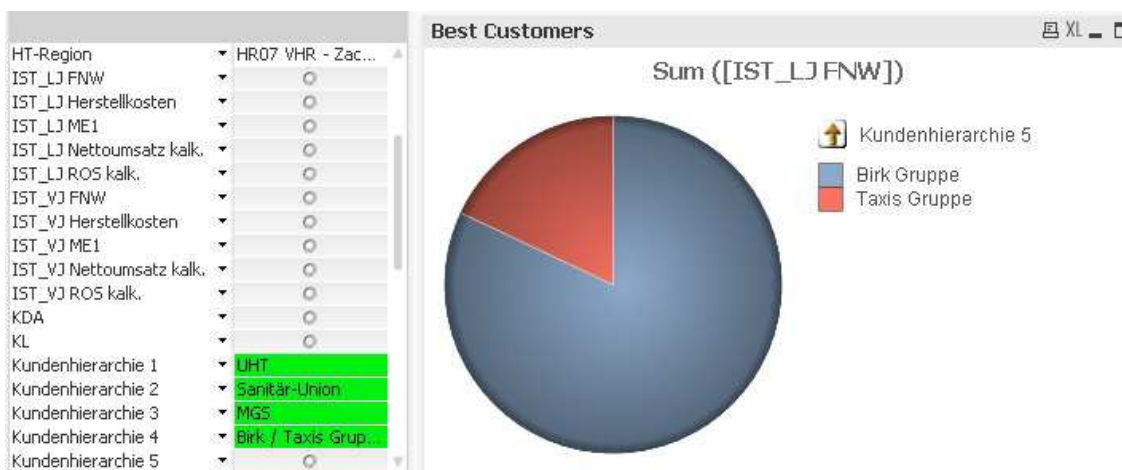 HT-Region HR07 VHR - Zac...
IST_LJ FNW
IST_LJ Herstellkosten
IST_LJ ME1
IST_LJ Nettoumsatz kalk.
IST_LJ ROS kalk.
IST_VJ FNW
IST_VJ Herstellkosten
IST_VJ ME1
IST_VJ Nettoumsatz kalk.
IST_VJ ROS kalk.
KDA
KL
Kundenhierarchie 1 UHT
Kundenhierarchie 2 Sanitär-Union
Kundenhierarchie 3 MGS
Kundenhierarchie 4 Birk / Taxis Grup...
Kundenhierarchie 5
Best Customers XL
Sum ([IST_LJ FNW])
Kundenhierarchie 5
Birk Gruppe
Taxis Gruppe